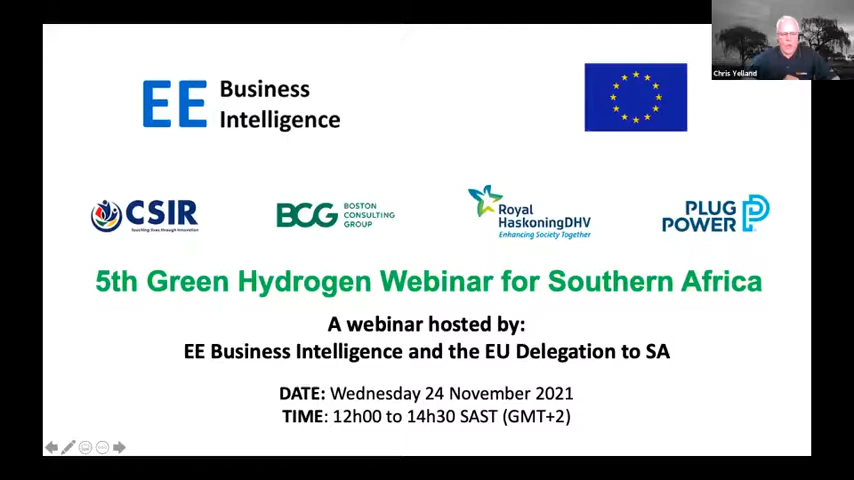 Chris Yelland
EE Business
Intelligence
CSIR
Touching lives through innovation
BCG BOSTON
CONSULTING
GROUP
Royal
HaskoningDHV
Enhancing Society Together
PLUG
POWER
5th Green Hydrogen Webinar for Southern Africa
A webinar hosted by:
EE Business Intelligence and the EU Delegation to SA
DATE: Wednesday 24 November 2021
TIME: 12h00 to 14h30 SAST (GMT+2)